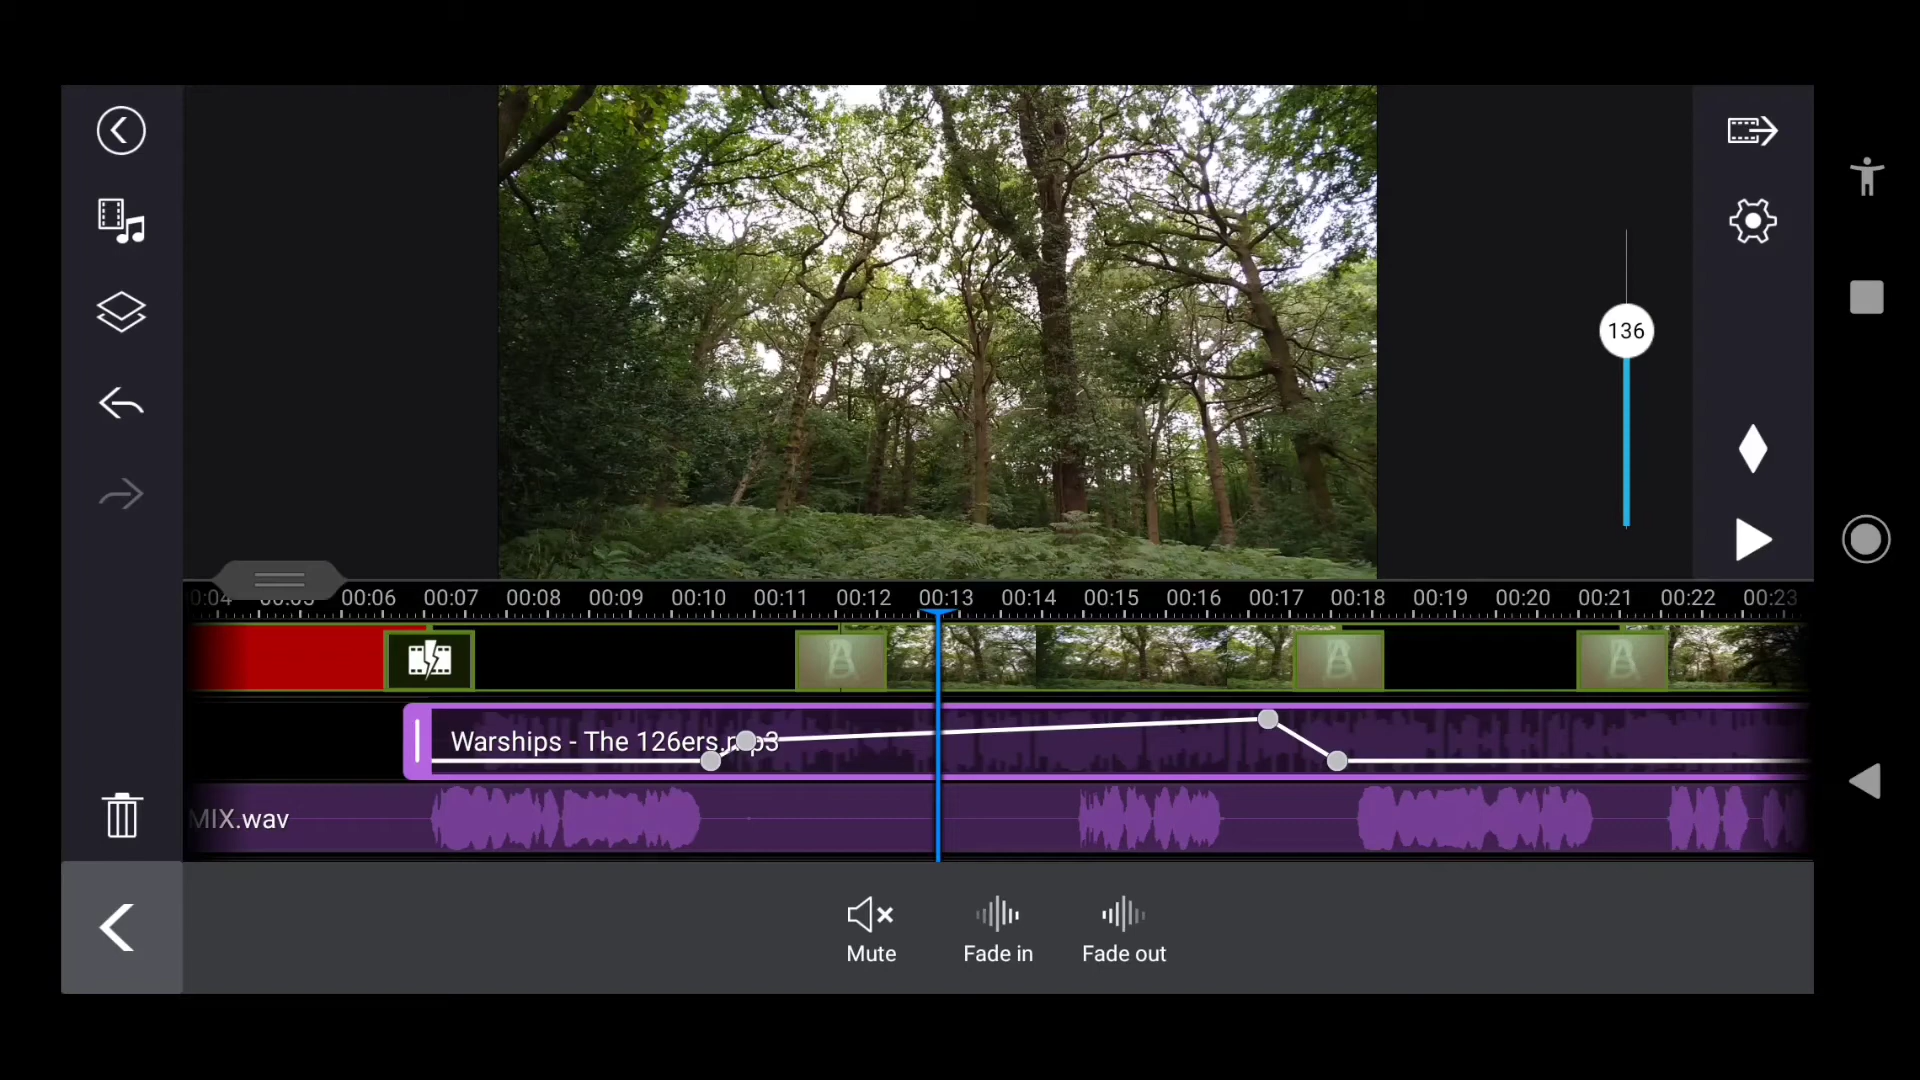 136
0:04 00:05 00:06 00:07 00:08 00:09 00:10 00:11 00:12 00:13 00:14 00:15 00:16 00:17 00:18 00:19 00:20 00:21 00:22 00:23
B B B
Warships - The 126ers.mp3
MIX.wav
Mute Fade in Fade out